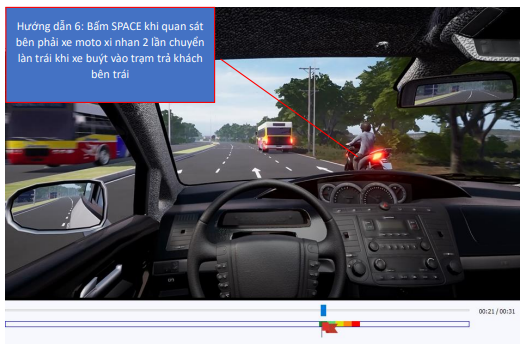 Hướng dẫn 6: Bấm SPACE khi quan sát
bên phải xe moto xi nhan 2 lần chuyển
làn trái khi xe buýt vào trạm trả khách
bên trái
00:21 / 00:31